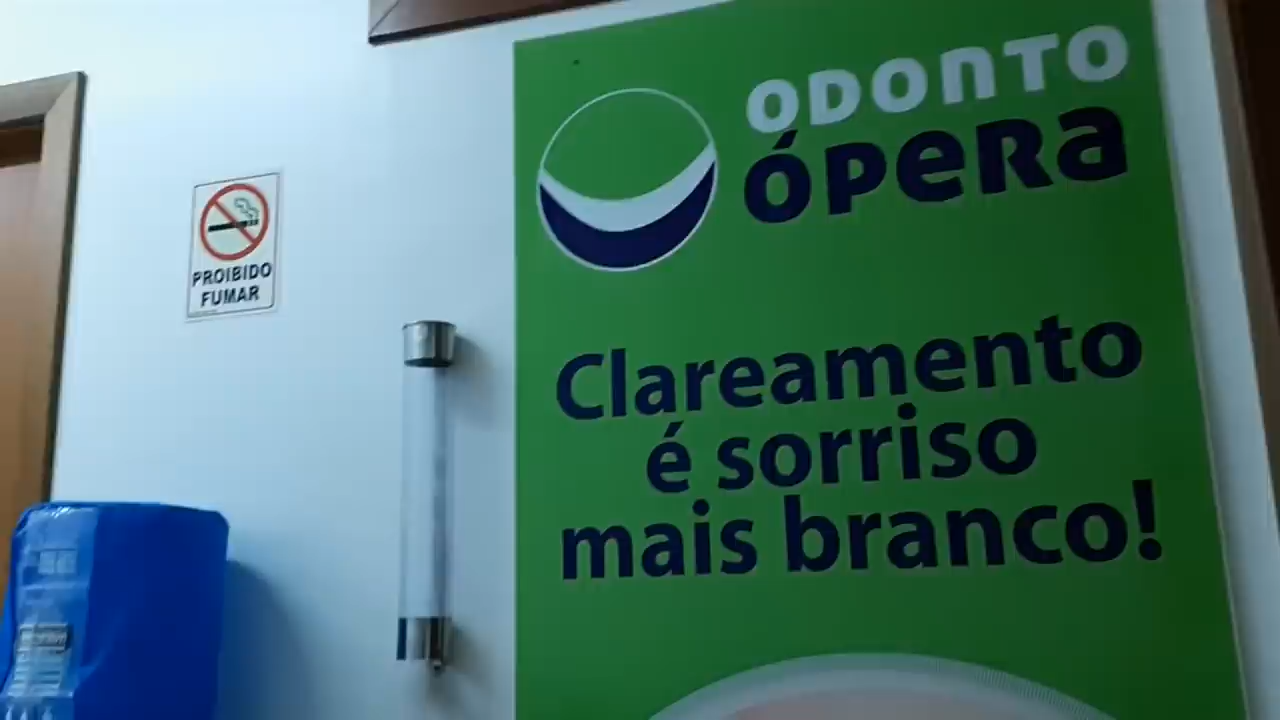 PROIBIDO
FUMAR
ODONTO
ÓPERA
Clareamento
é sorriso
mais branco!